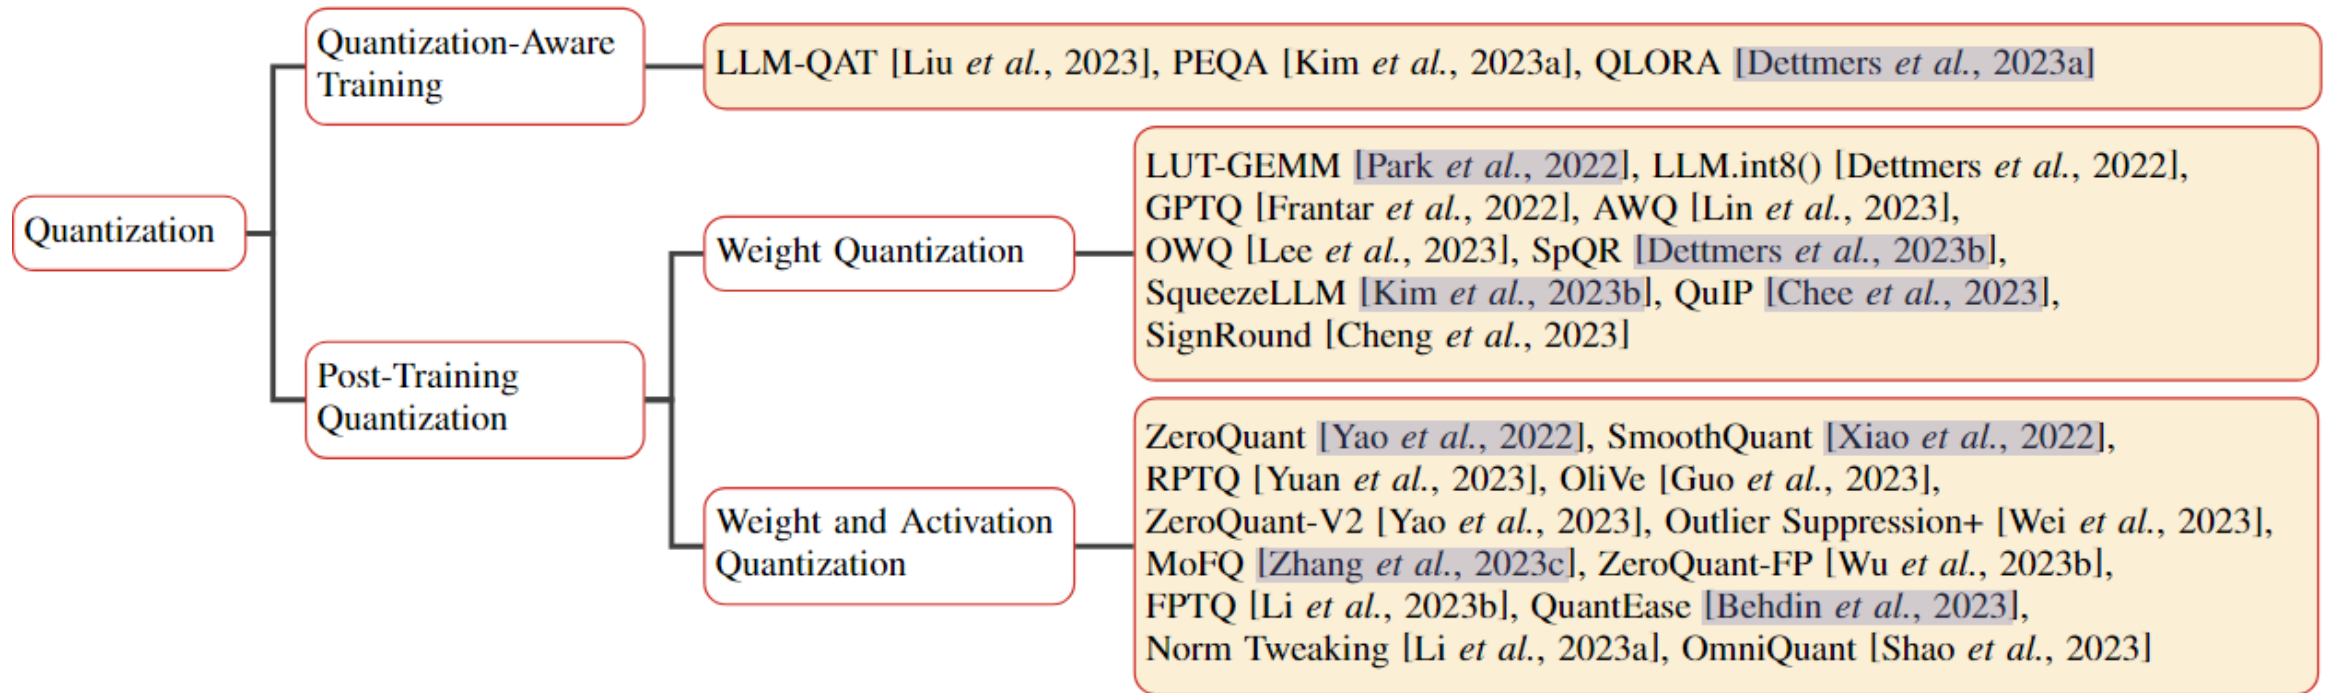 Quantization-Aware
Training
LLM-QAT [Liu et al., 2023], PEQA [Kim et al., 2023a], QLORA [Dettmers et al., 2023a]
Quantization
Post-Training
Quantization
Weight Quantization
LUT-GEMM [Park et al., 2022], LLM.int8() [Dettmers et al., 2022],
GPTQ [Frantar et al., 2022], AWQ [Lin et al., 2023],
OWQ [Lee et al., 2023], SpQR [Dettmers et al., 2023b],
SqueezeLLM [Kim et al., 2023b], QuIP [Chee et al., 2023],
SignRound [Cheng et al., 2023]
Weight and Activation
Quantization
ZeroQuant [Yao et al., 2022], SmoothQuant [Xiao et al., 2022],
RPTQ [Yuan et al., 2023], OliVe [Guo et al., 2023],
ZeroQuant-V2 [Yao et al., 2023], Outlier Suppression+ [Wei et al., 2023],
MoFQ [Zhang et al., 2023c], ZeroQuant-FP [Wu et al., 2023b],
FPTQ [Li et al., 2023b], QuantEase [Behdin et al., 2023],
Norm Tweaking [Li et al., 2023a], OmniQuant [Shao et al., 2023]